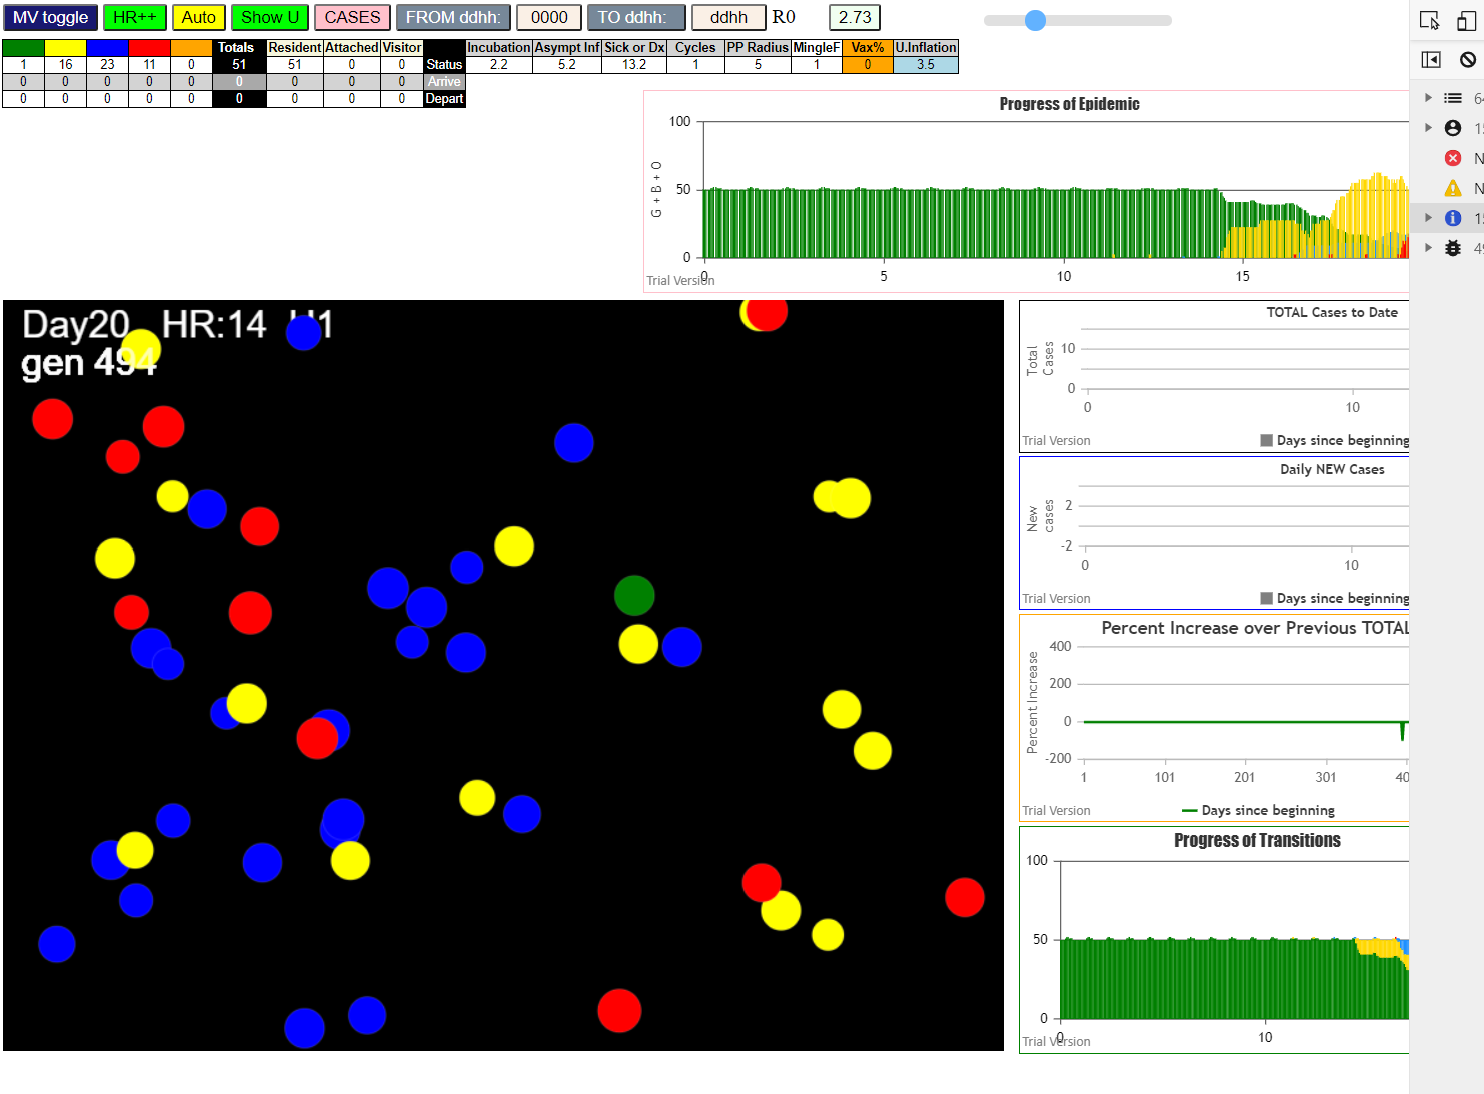 MV toggle HR++ Auto Show U CASES FROM ddhh: 0000 TO ddhh: ddhh R0 2.73
Totals Resident Attached Visitor Incubation Asympt Inf Sick or Dx Cycles PP Radius MingleF Vax% U.Inflation
1 16 23 11 0 51 51 0 0 Status 2.2 5.2 13.2 1 5 1 0 3.5
0 0 0 0 0 0 0 0 0 Arrive
0 0 0 0 0 0 0 0 0 Depart
Progress of Epidemic
100
50
0
G + B + O
0 5 10 15
Trial Version
Day20 HR:14 U1
gen 494
TOTAL Cases to Date
Total
Cases
10
0
0 10
Trial Version
Days since beginning
Daily NEW Cases
New
cases
2
-2
0 10
Trial Version
Days since beginning
Percent Increase over Previous TOTAL
Percent Increase
400
200
0
-200
1 101 201 301 40
Trial Version
Days since beginning
Progress of Transitions
100
50
0
0 10
Trial Version
64
15
N
N
15
49